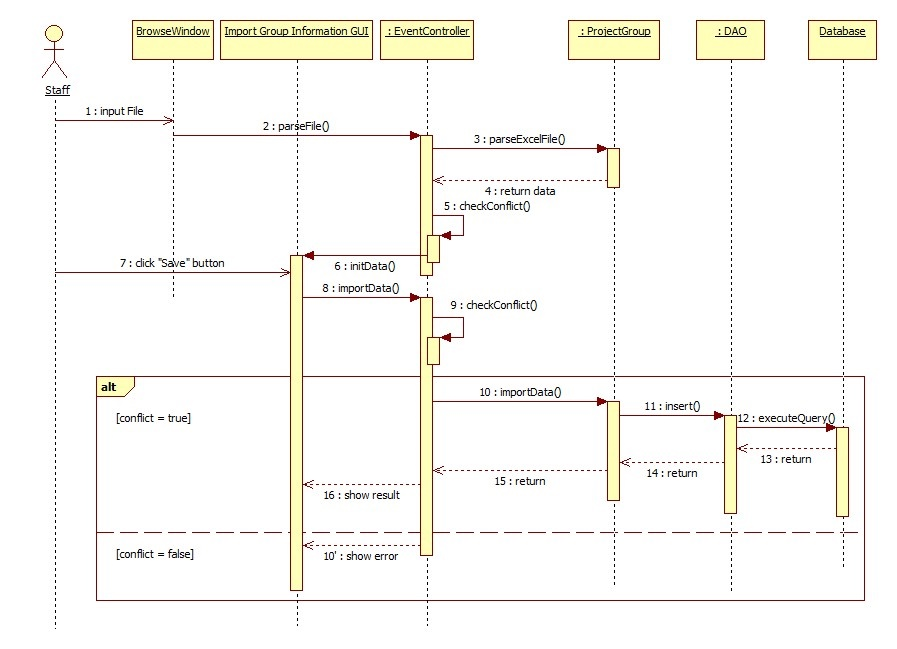 BrowseWindow
Import Group Information GUI
: EventController
: ProjectGroup
: DAO
Database
Staff
1 : input File
2 : parseFile()
3 : parseExcelFile()
4 : return data
5 : checkConflict()
6 : initData()
7 : click "Save" button
8 : importData()
9 : checkConflict()
alt
[conflict = true]
10 : importData()
11 : insert()
12 : executeQuery()
13 : return
14 : return
15 : return
16 : show result
[conflict = false]
10' : show error